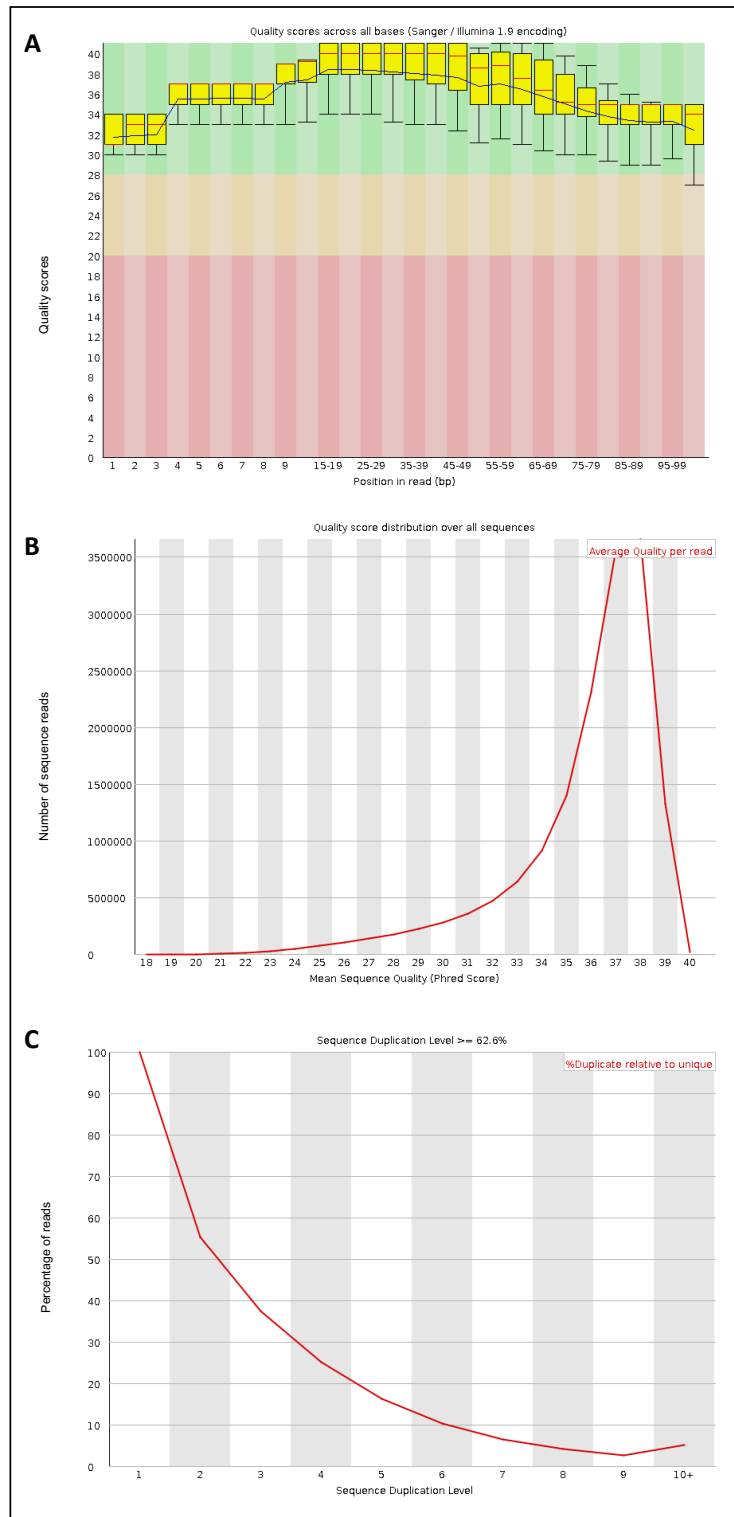 A
Quality scores across all bases (Sanger / Illumina 1.9 encoding)
40
38
36
34
32
30
28
26
24
22
20
18
16
14
12
10
8
6
4
2
0
Quality scores
1 2 3 4 5 6 7 8 9 15-19 25-29 35-39 45-49 55-59 65-69 75-79 85-89 95-99
Position in read (bp)
B
Quality score distribution over all sequences
Average Quality per read
3500000
3000000
2500000
2000000
1500000
1000000
500000
0
Number of sequence reads
18 19 20 21 22 23 24 25 26 27 28 29 30 31 32 33 34 35 36 37 38 39 40
Mean Sequence Quality (Phred Score)
C
Sequence Duplication Level >= 62.6%
%Duplicate relative to unique
100
90
80
70
60
50
40
30
20
10
0
Percentage of reads
1 2 3 4 5 6 7 8 9 10+
Sequence Duplication Level